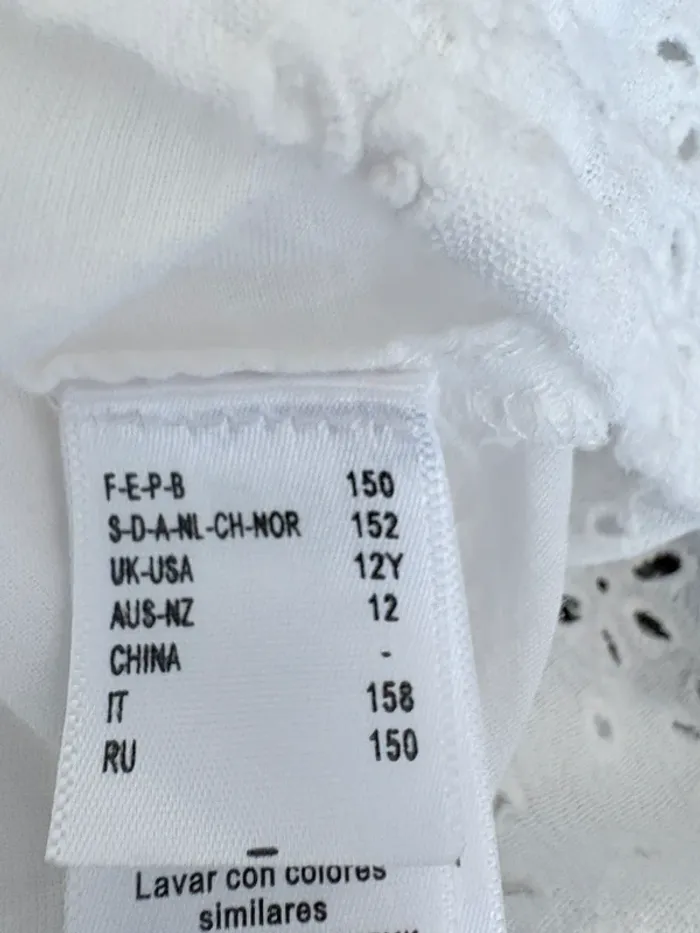 F-E-P-B 150
S-D-A-NL-CH-NOR 152
UK-USA 12Y
AUS-NZ 12
CHINA -
IT 158
RU 150
Lavar con colores
similares